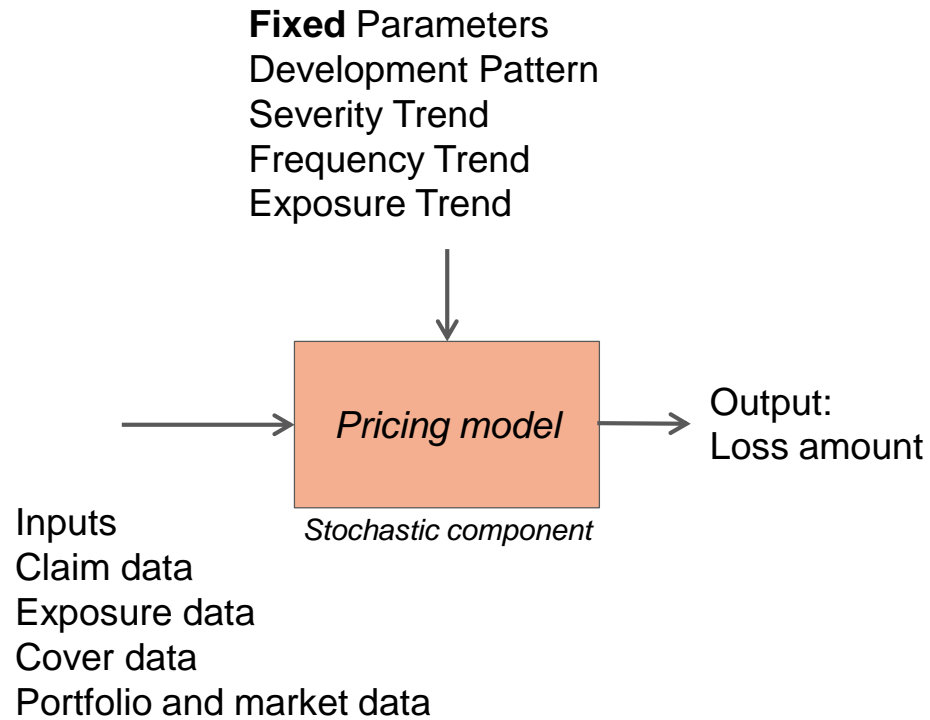 Fixed Parameters
Development Pattern
Severity Trend
Frequency Trend
Exposure Trend
Pricing model
Stochastic component
Output:
Loss amount
Inputs
Claim data
Exposure data
Cover data
Portfolio and market data